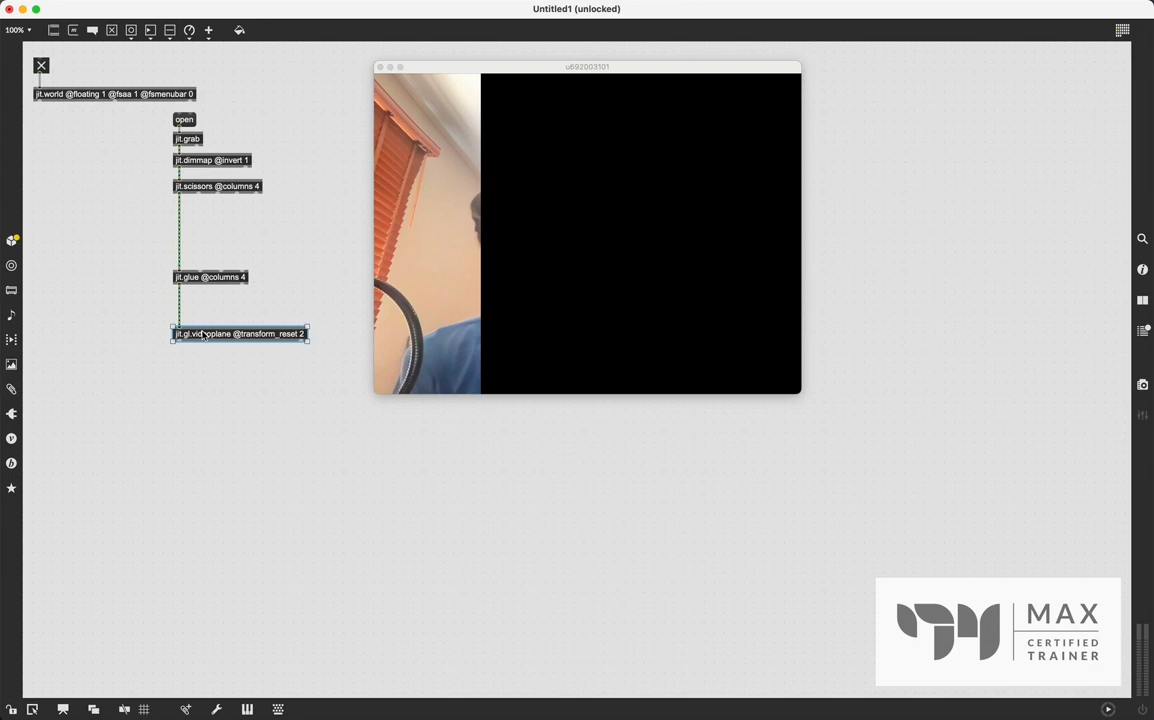 Untitled1 (unlocked)
100%
u692003101
jit.world @floating 1 @fsaa 1 @fsmenubar 0
open
jit.grab
jit.dimmap @invert 1
jit.scissors @columns 4
jit.glue @columns 4
jit.gl.videoplane @transform_reset 2
MAX
CERTIFIED
TRAINER